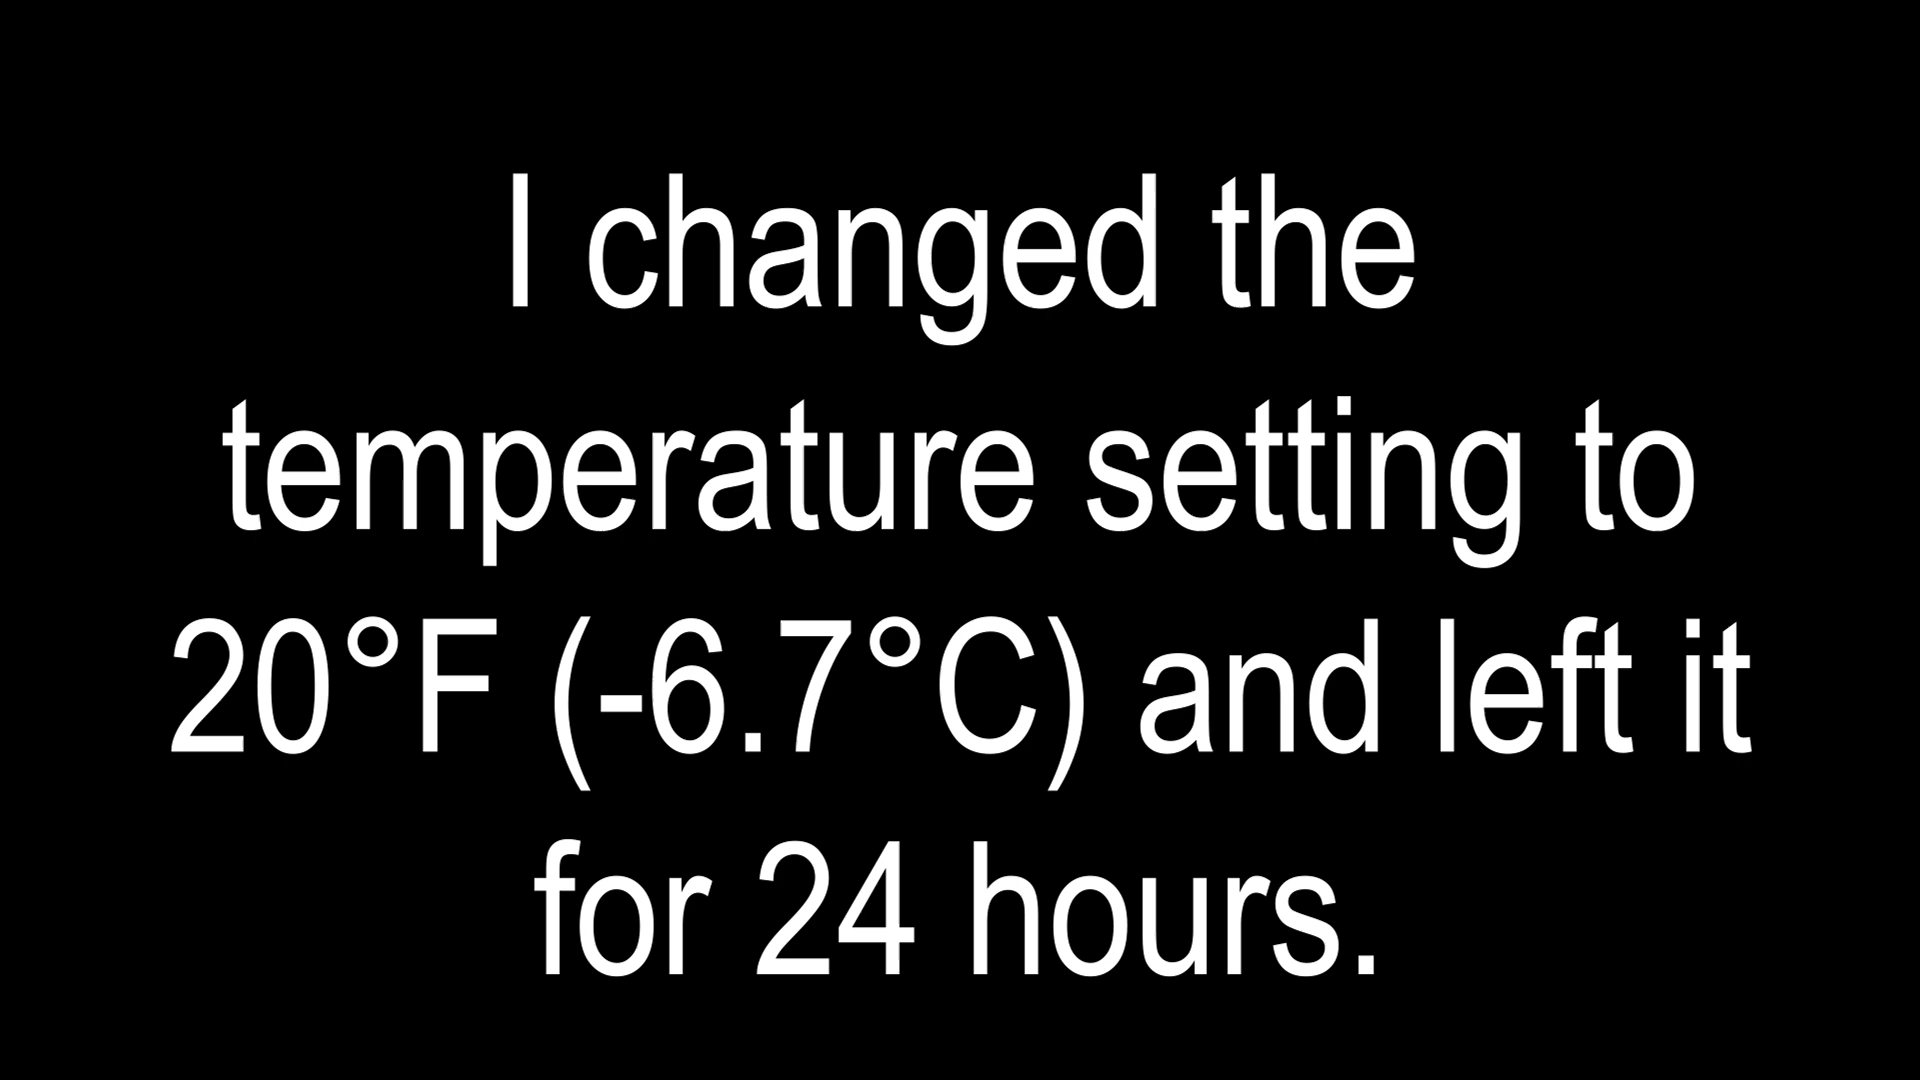 I changed the
temperature setting to
20°F (-6.7°C) and left it
for 24 hours.